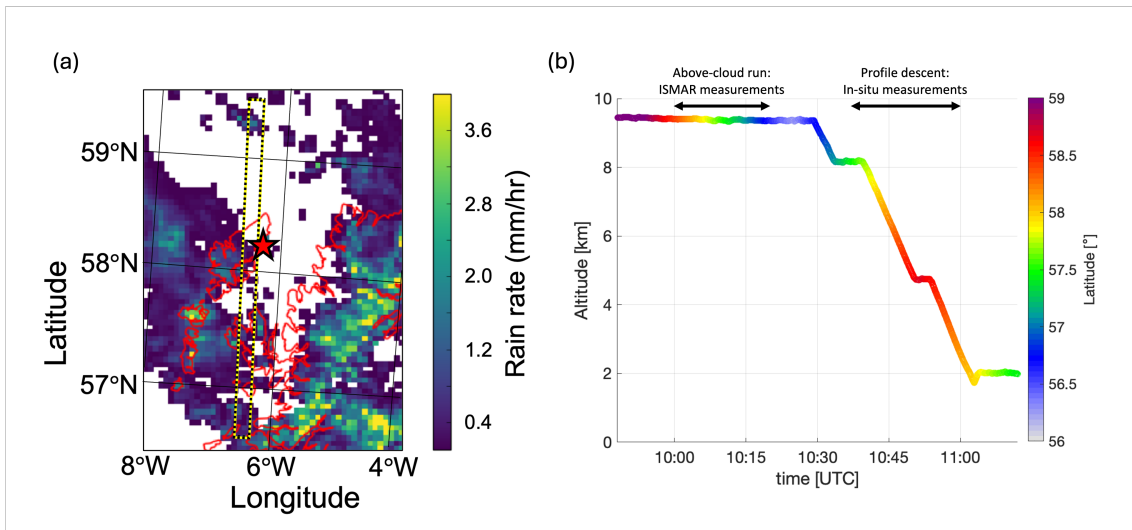 (a)
59°N
58°N
57°N
8°W
6°W
4°W
Latitude
Longitude
3.6
2.8
2.0
1.2
0.4
Rain rate (mm/hr)
(b)
Above-cloud run:
ISMAR measurements
Profile descent:
In-situ measurements
10
8
6
4
2
0
Altitude [km]
10:00
10:15
10:30
10:45
11:00
time [UTC]
59
58.5
58
57.5
57
56.5
56
Latitude [°]